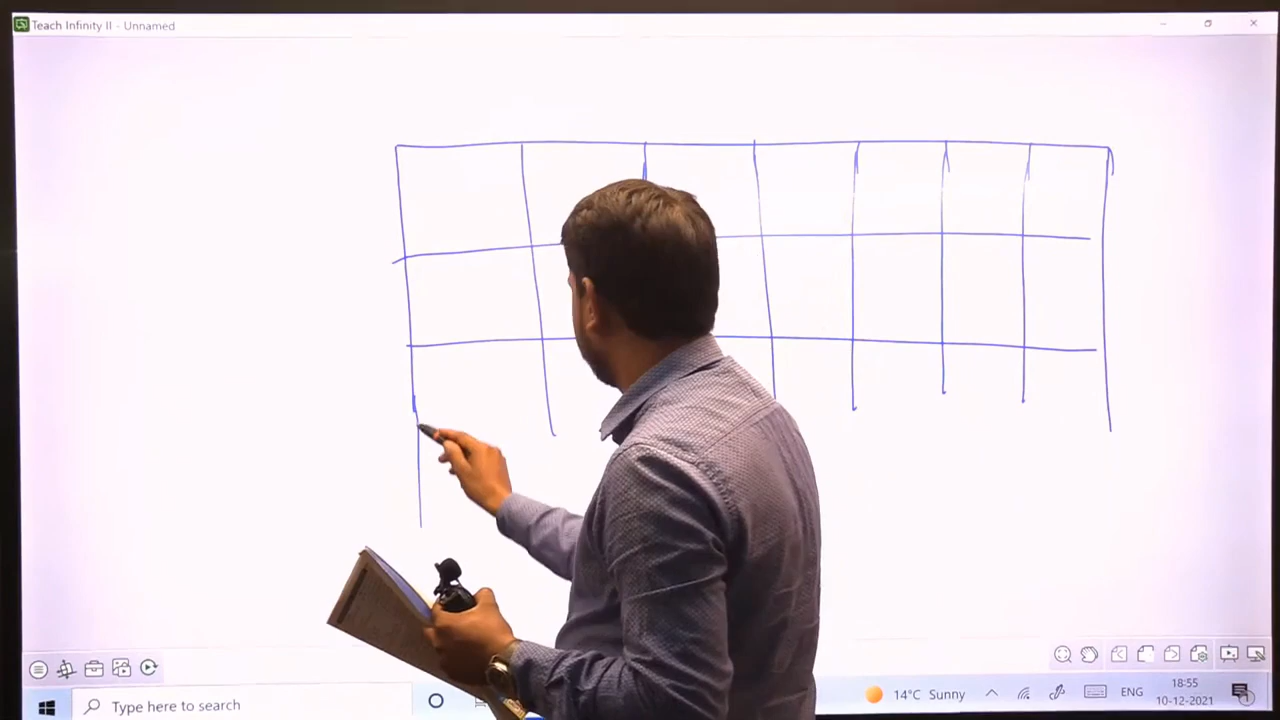 Teach Infinity II - Unnamed
Type here to search
14°C Sunny
ENG
18:55
10-12-2021